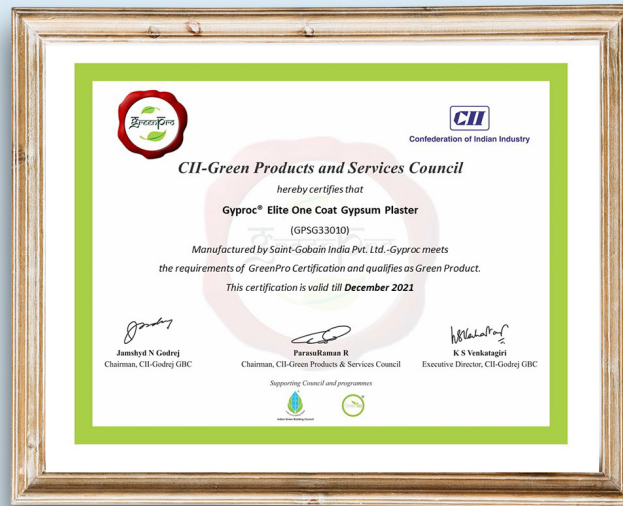 GreenPro
CII
Confederation of Indian Industry
CII-Green Products and Services Council
hereby certifies that
Gyproc® Elite One Coat Gypsum Plaster
(GPSG33010)
Manufactured by Saint-Gobain India Pvt. Ltd.-Gyproc meets
the requirements of GreenPro Certification and qualifies as Green Product.
This certification is valid till December 2021
Jamshyd N Godrej
Chairman, CII-Godrej GBC
ParasuRaman R
Chairman, CII-Green Products & Services Council
K S Venkatagiri
Executive Director, CII-Godrej GBC
Supporting Council and programmes
Indian Green Building Council